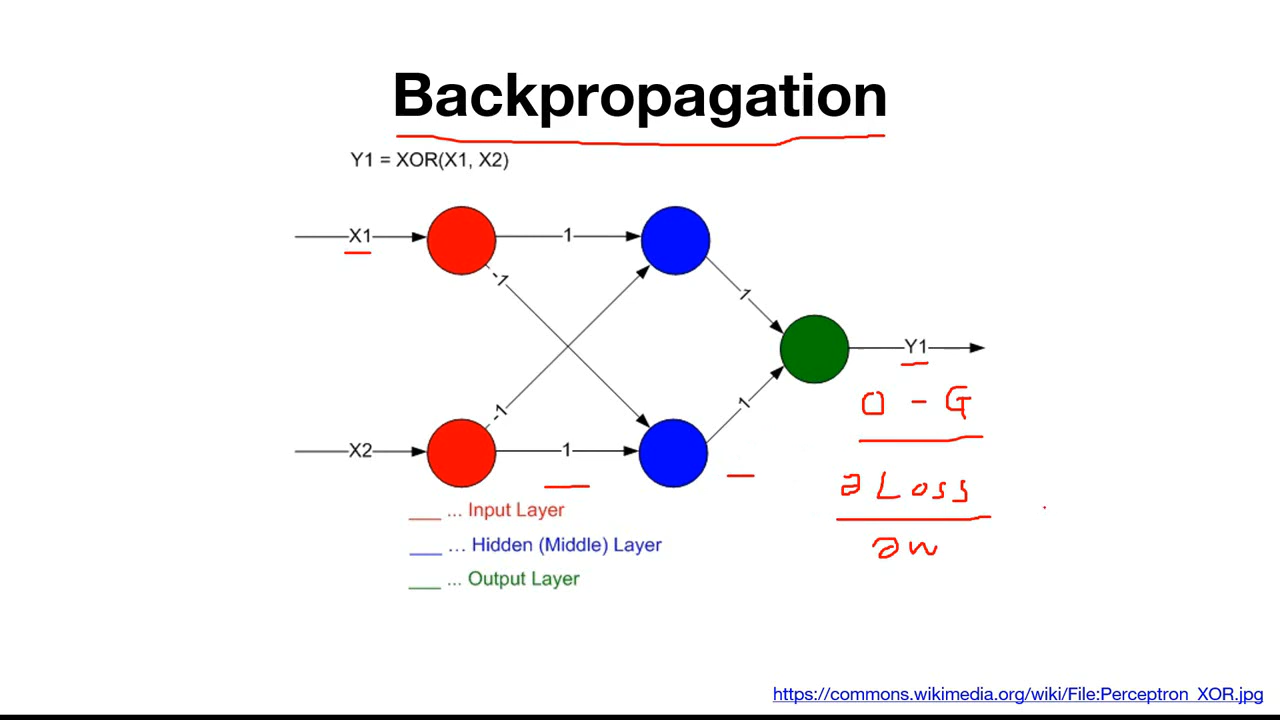 Backpropagation
Y1 = XOR(X1, X2)
X1
1
-1
1
Y1
O - G
-1
1
X2
1
∂Loss
∂w
___ ... Input Layer
___ ... Hidden (Middle) Layer
___ ... Output Layer
https://commons.wikimedia.org/wiki/File:Perceptron_XOR.jpg